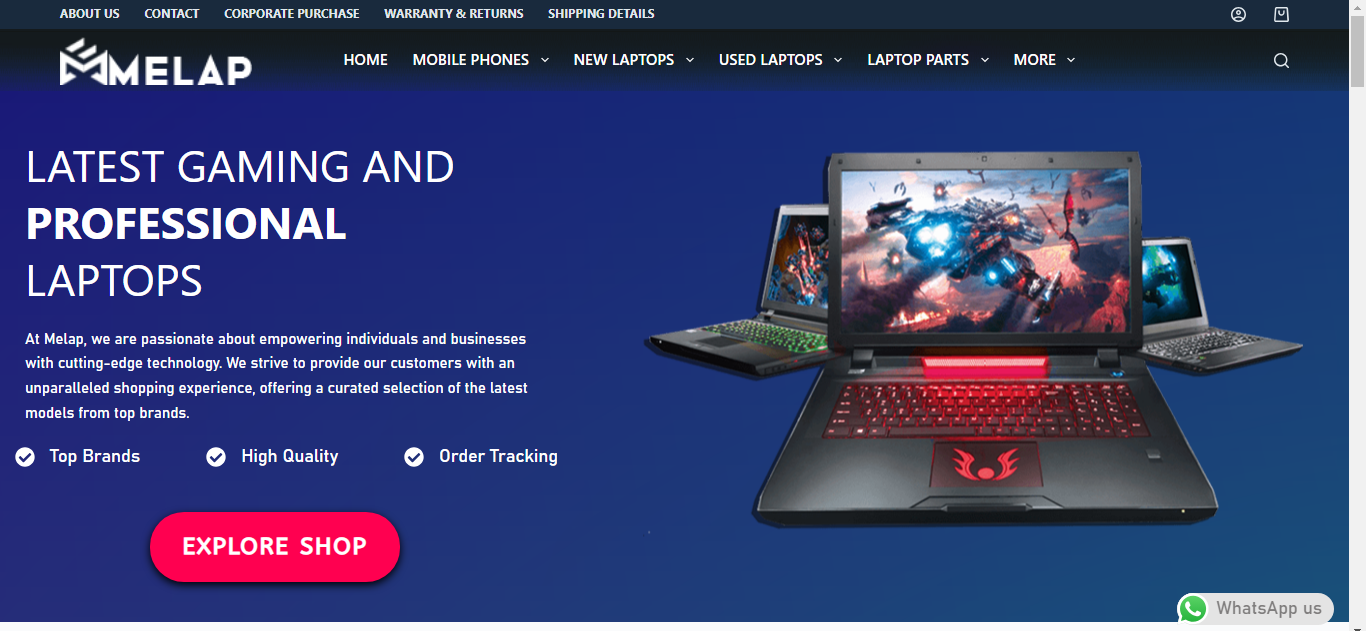 ABOUT US CONTACT CORPORATE PURCHASE WARRANTY & RETURNS SHIPPING DETAILS
MELAP HOME MOBILE PHONES NEW LAPTOPS USED LAPTOPS LAPTOP PARTS MORE
LATEST GAMING AND
PROFESSIONAL
LAPTOPS
At Melap, we are passionate about empowering individuals and businesses
with cutting-edge technology. We strive to provide our customers with an
unparalleled shopping experience, offering a curated selection of the latest
models from top brands.
Top Brands High Quality Order Tracking
EXPLORE SHOP
WhatsApp us